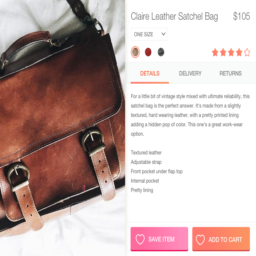 Claire Leather Satchel Bag $105
ONE SIZE
DETAILS DELIVERY RETURNS
For a little bit of vintage style mixed with ultimate reliability, this
satchel bag is the perfect answer. It's made from a slightly
textured, hard wearing leather, with a pretty printed lining
adding a hidden pop of color. This one's a great work-wear
option.
Textured leather
Adjustable strap
Front pocket under flap top
Internal pocket
Pretty lining
SAVE ITEM ADD TO CART